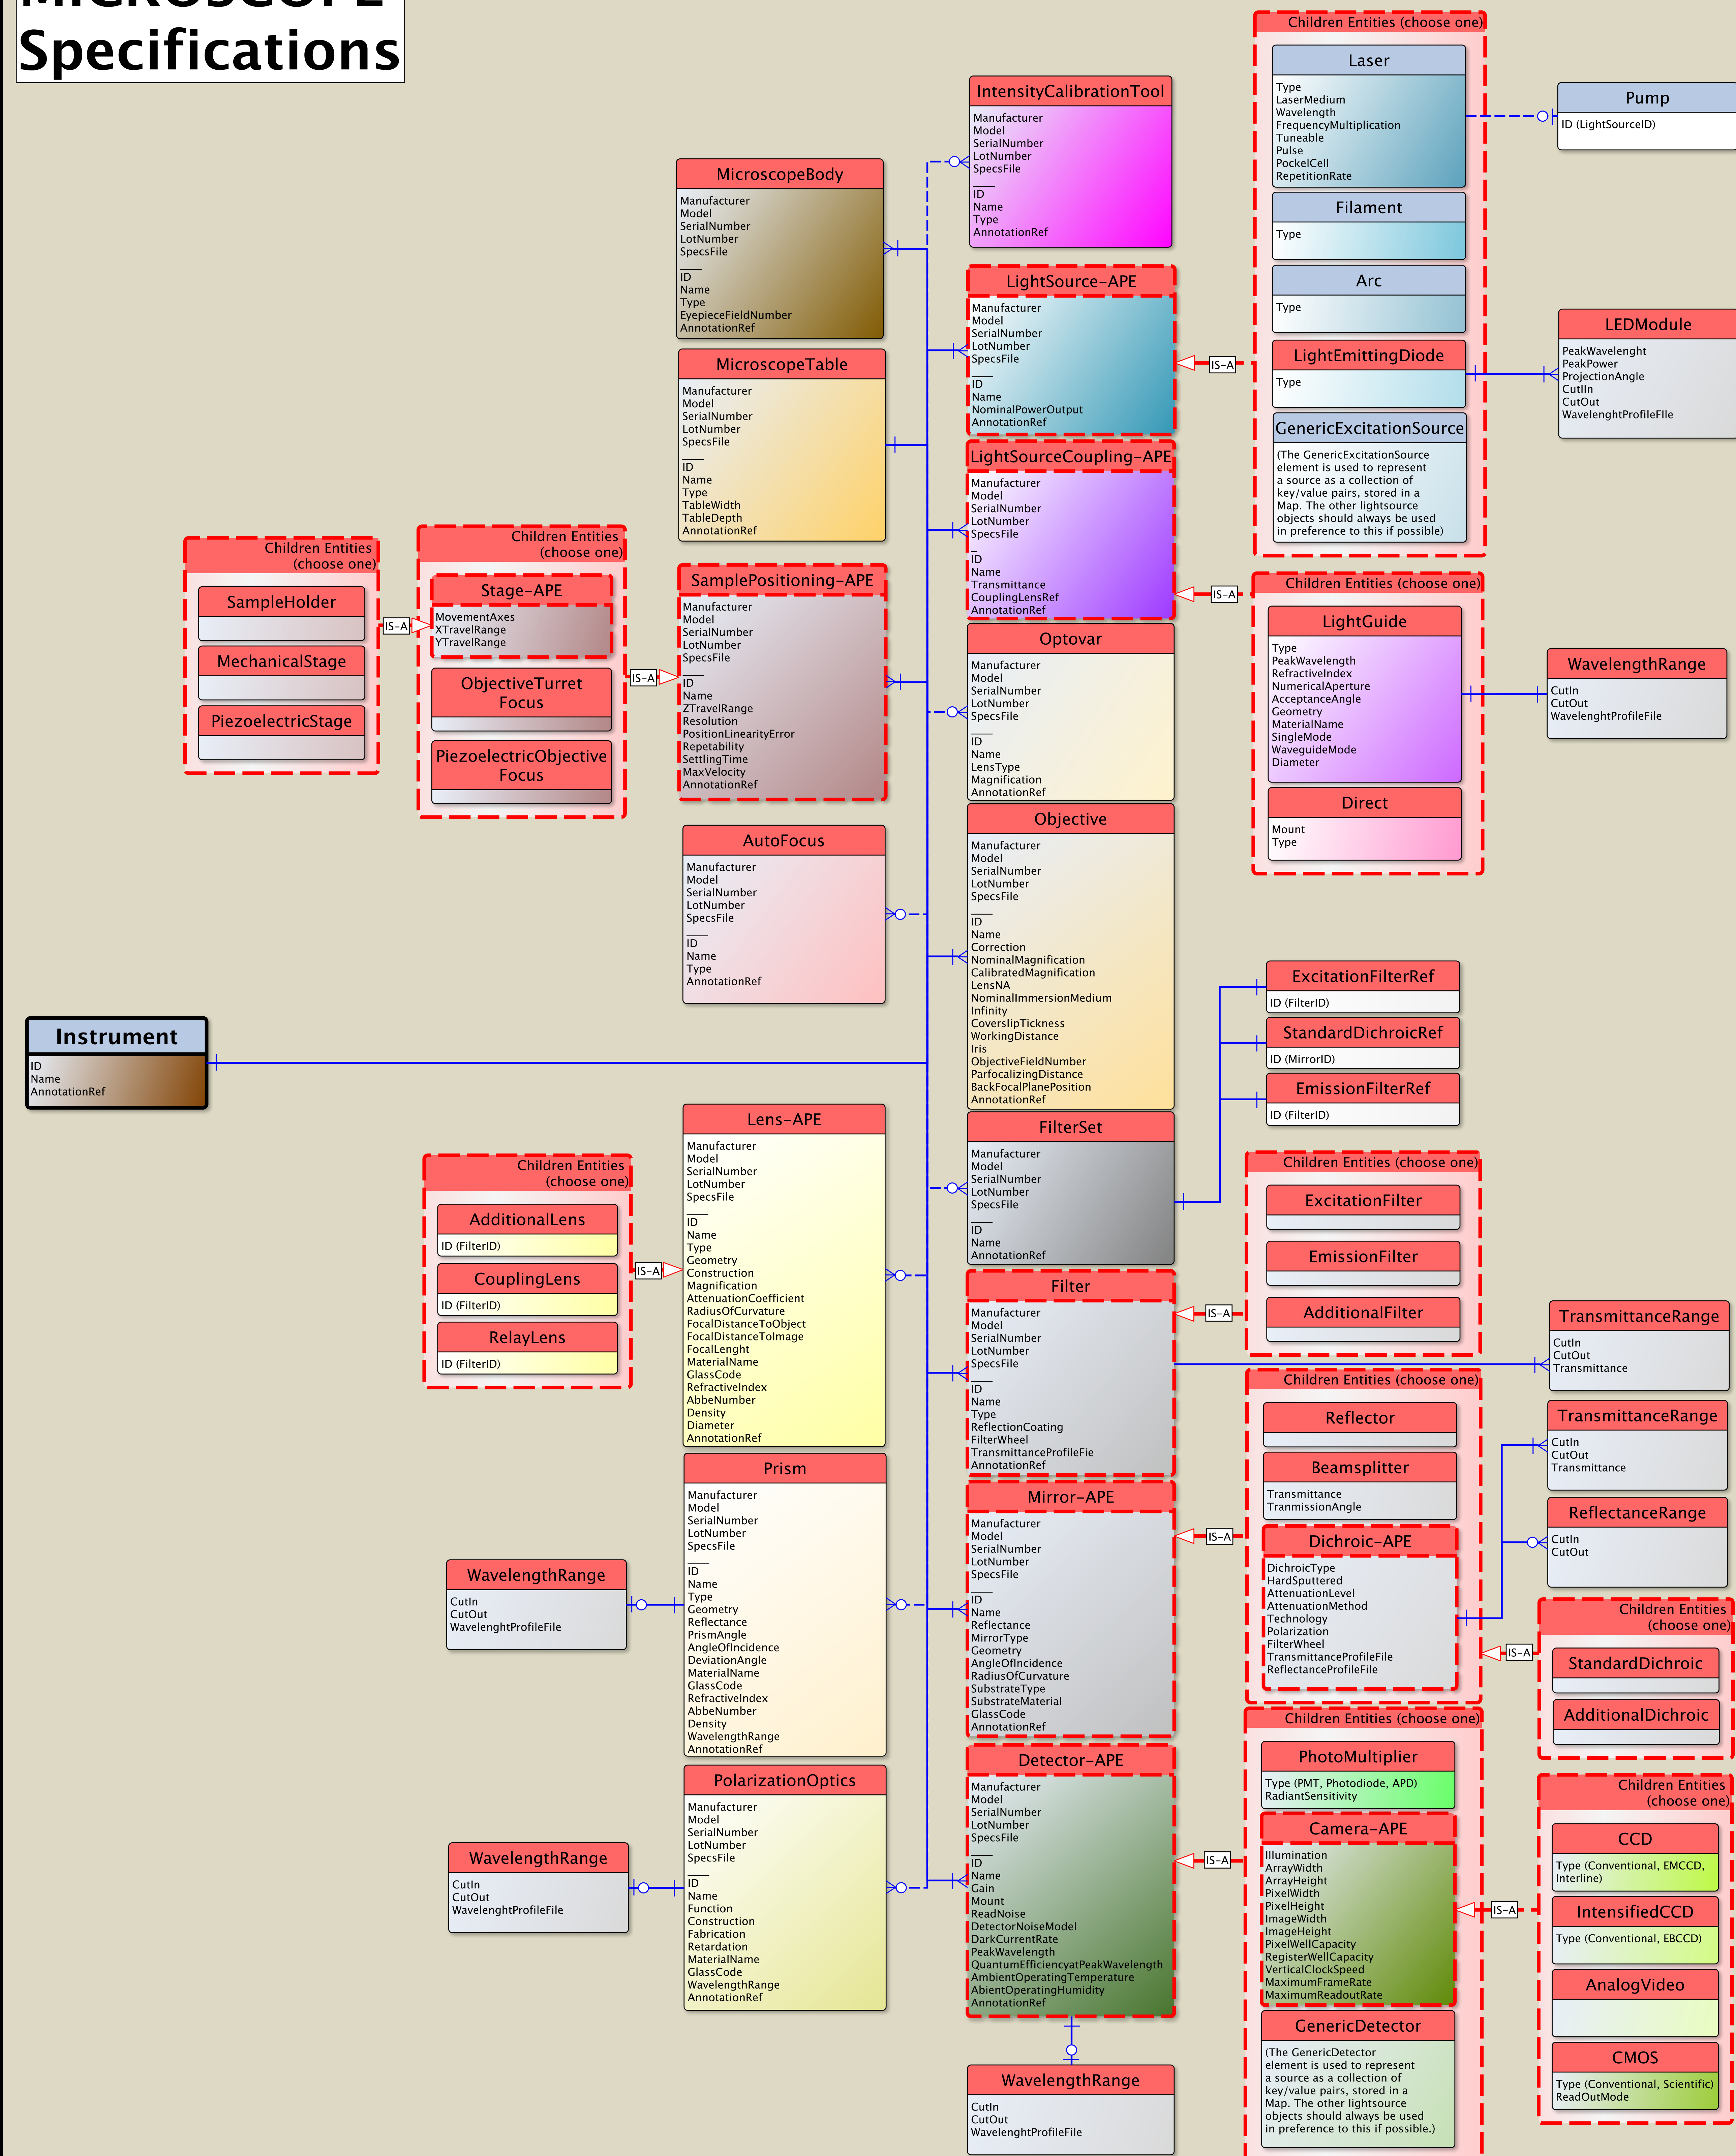 MICROSCOPE
Specifications
Children Entities (choose one)
Laser
Type
LaserMedium
Wavelength
FrequencyMultiplication
Tuneable
Pulse
PockelCell
RepetitionRate
Filament
Type
Arc
Type
LightEmittingDiode
Type
GenericExcitationSource
(The GenericExcitationSource
element is used to represent
a source as a collection of
key/value pairs, stored in a
Map. The other lightsource
objects should always be used
in preference to this if possible)
Pump
ID (LightSourceID)
LEDModule
PeakWavelenght
PeakPower
ProjectionAngle
CutIn
CutOut
WavelenghtProfileFIle
IntensityCalibrationTool
Manufacturer
Model
SerialNumber
LotNumber
SpecsFile
____
ID
Name
Type
AnnotationRef
MicroscopeBody
Manufacturer
Model
SerialNumber
LotNumber
SpecsFile
____
ID
Name
Type
EyepieceFieldNumber
AnnotationRef
LightSource-APE
Manufacturer
Model
SerialNumber
LotNumber
SpecsFile
____
ID
Name
NominalPowerOutput
AnnotationRef
IS-A
MicroscopeTable
Manufacturer
Model
SerialNumber
LotNumber
SpecsFile
____
ID
Name
Type
TableWidth
TableDepth
AnnotationRef
LightSourceCoupling-APE
Manufacturer
Model
SerialNumber
LotNumber
SpecsFile
_
ID
Name
Transmittance
CouplingLensRef
AnnotationRef
IS-A
Children Entities (choose one)
LightGuide
Type
PeakWavelength
RefractiveIndex
NumericalAperture
AcceptanceAngle
Geometry
MaterialName
SingleMode
WaveguideMode
Diameter
Direct
Mount
Type
WavelengthRange
CutIn
CutOut
WavelenghtProfileFile
Children Entities
(choose one)
SampleHolder
MechanicalStage
PiezoelectricStage
IS-A
Children Entities
(choose one)
Stage-APE
MovementAxes
XTravelRange
YTravelRange
ObjectiveTurret
Focus
PiezoelectricObjective
Focus
IS-A
SamplePositioning-APE
Manufacturer
Model
SerialNumber
LotNumber
SpecsFile
____
ID
Name
ZTravelRange
Resolution
PositionLinearityError
Repetability
SettlingTime
MaxVelocity
AnnotationRef
Optovar
Manufacturer
Model
SerialNumber
LotNumber
SpecsFile
____
ID
Name
LensType
Magnification
AnnotationRef
AutoFocus
Manufacturer
Model
SerialNumber
LotNumber
SpecsFile
____
ID
Name
Type
AnnotationRef
Objective
Manufacturer
Model
SerialNumber
LotNumber
SpecsFile
____
ID
Name
Correction
NominalMagnification
CalibratedMagnification
LensNA
NominalImmersionMedium
Infinity
CoverslipTickness
WorkingDistance
Iris
ObjectiveFieldNumber
ParfocalizingDistance
BackFocalPlanePosition
AnnotationRef
Instrument
ID
Name
AnnotationRef
ExcitationFilterRef
ID (FilterID)
StandardDichroicRef
ID (MirrorID)
EmissionFilterRef
ID (FilterID)
FilterSet
Manufacturer
Model
SerialNumber
LotNumber
SpecsFile
____
ID
Name
AnnotationRef
Children Entities
(choose one)
AdditionalLens
ID (FilterID)
CouplingLens
ID (FilterID)
RelayLens
ID (FilterID)
IS-A
Lens-APE
Manufacturer
Model
SerialNumber
LotNumber
SpecsFile
____
ID
Name
Type
Geometry
Construction
Magnification
AttenuationCoefficient
RadiusOfCurvature
FocalDistanceToObject
FocalDistanceToImage
FocalLenght
MaterialName
GlassCode
RefractiveIndex
AbbeNumber
Density
Diameter
AnnotationRef
Filter
Manufacturer
Model
SerialNumber
LotNumber
SpecsFile
____
ID
Name
Type
ReflectionCoating
FilterWheel
TransmittanceProfileFie
AnnotationRef
IS-A
Children Entities (choose one)
ExcitationFilter
EmissionFilter
AdditionalFilter
TransmittanceRange
CutIn
CutOut
Transmittance
Children Entities (choose one)
Reflector
Beamsplitter
Transmittance
TranmissionAngle
Dichroic-APE
DichroicType
HardSputtered
AttenuationLevel
AttenuationMethod
Technology
Polarization
FilterWheel
TransmittanceProfileFile
ReflectanceProfileFile
TransmittanceRange
CutIn
CutOut
Transmittance
ReflectanceRange
CutIn
CutOut
IS-A
Children Entities
(choose one)
StandardDichroic
AdditionalDichroic
Mirror-APE
Manufacturer
Model
SerialNumber
LotNumber
SpecsFile
____
ID
Name
Reflectance
MirrorType
Geometry
AngleOfIncidence
RadiusOfCurvature
SubstrateType
SubstrateMaterial
GlassCode
AnnotationRef
IS-A
WavelengthRange
CutIn
CutOut
WavelenghtProfileFile
Prism
Manufacturer
Model
SerialNumber
LotNumber
SpecsFile
____
ID
Name
Type
Geometry
Reflectance
PrismAngle
AngleOfIncidence
DeviationAngle
MaterialName
GlassCode
RefractiveIndex
AbbeNumber
Density
WavelengthRange
AnnotationRef
WavelengthRange
CutIn
CutOut
WavelenghtProfileFile
PolarizationOptics
Manufacturer
Model
SerialNumber
LotNumber
SpecsFile
____
ID
Name
Function
Construction
Fabrication
Retardation
MaterialName
GlassCode
WavelengthRange
AnnotationRef
Detector-APE
Manufacturer
Model
SerialNumber
LotNumber
SpecsFile
____
ID
Name
Gain
Mount
ReadNoise
DetectorNoiseModel
DarkCurrentRate
PeakWavelength
QuantumEfficiencyatPeakWavelength
AmbientOperatingTemperature
AbientOperatingHumidity
AnnotationRef
IS-A
Children Entities (choose one)
PhotoMultiplier
Type (PMT, Photodiode, APD)
RadiantSensitivity
Camera-APE
Illumination
ArrayWidth
ArrayHeight
PixelWidth
PixelHeight
ImageWidth
ImageHeight
PixelWellCapacity
RegisterWellCapacity
VerticalClockSpeed
MaximumFrameRate
MaximumReadoutRate
GenericDetector
(The GenericDetector
element is used to represent
a source as a collection of
key/value pairs, stored in a
Map. The other lightsource
objects should always be used
in preference to this if possible.)
IS-A
Children Entities
(choose one)
CCD
Type (Conventional, EMCCD,
Interline)
IntensifiedCCD
Type (Conventional, EBCCD)
AnalogVideo
CMOS
Type (Conventional, Scientific)
ReadOutMode
WavelengthRange
CutIn
CutOut
WavelenghtProfileFile